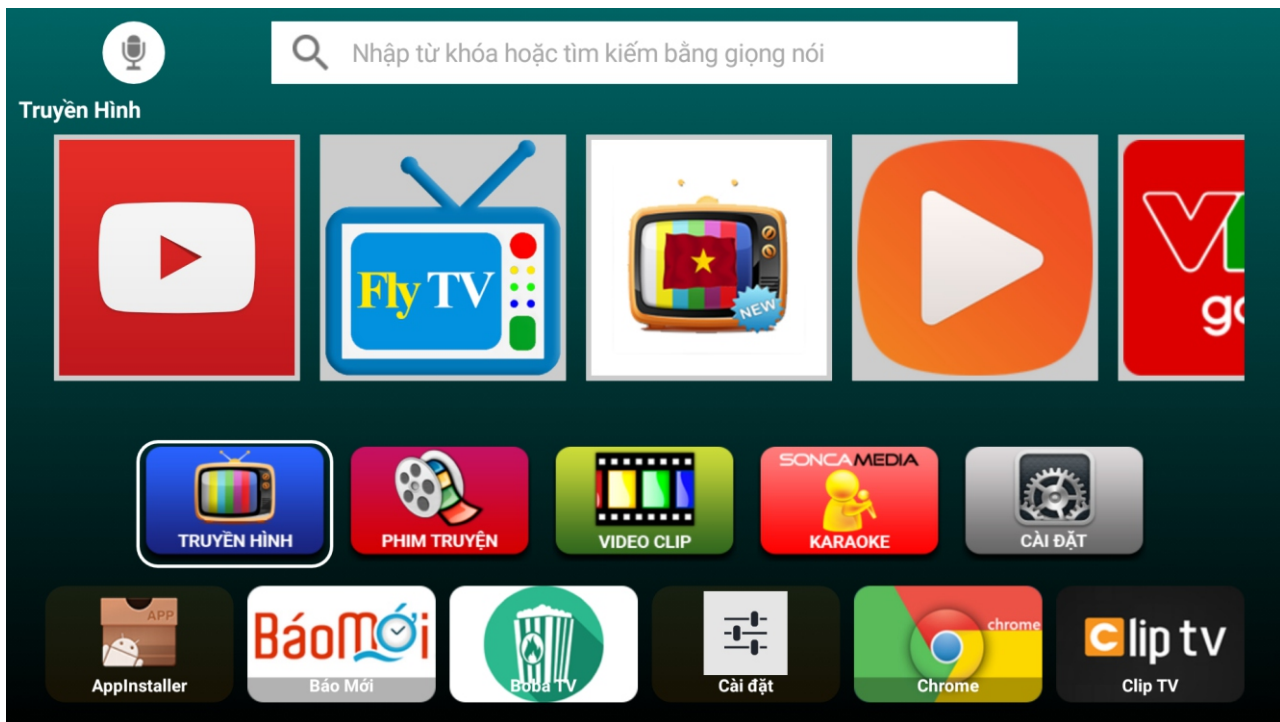 Nhập từ khóa hoặc tìm kiếm bằng giọng nói
Truyền Hình
Fly TV
NEW
go
TRUYỀN HÌNH
PHIM TRUYỆN
VIDEO CLIP
SONCAMEDIA
KARAOKE
CÀI ĐẶT
APP
AppInstaller
BáoMới
Báo Mới
Boba TV
Cài đặt
chrome
Chrome
Clip tv
Clip TV